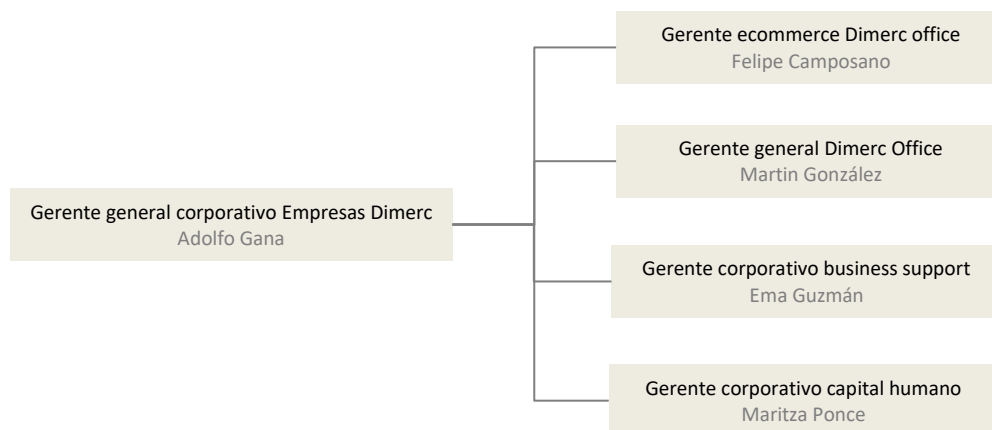 Gerente ecommerce Dimerc office
Felipe Camposano
Gerente general Dimerc Office
Martin González
Gerente general corporativo Empresas Dimerc
Adolfo Gana
Gerente corporativo business support
Ema Guzmán
Gerente corporativo capital humano
Maritza Ponce